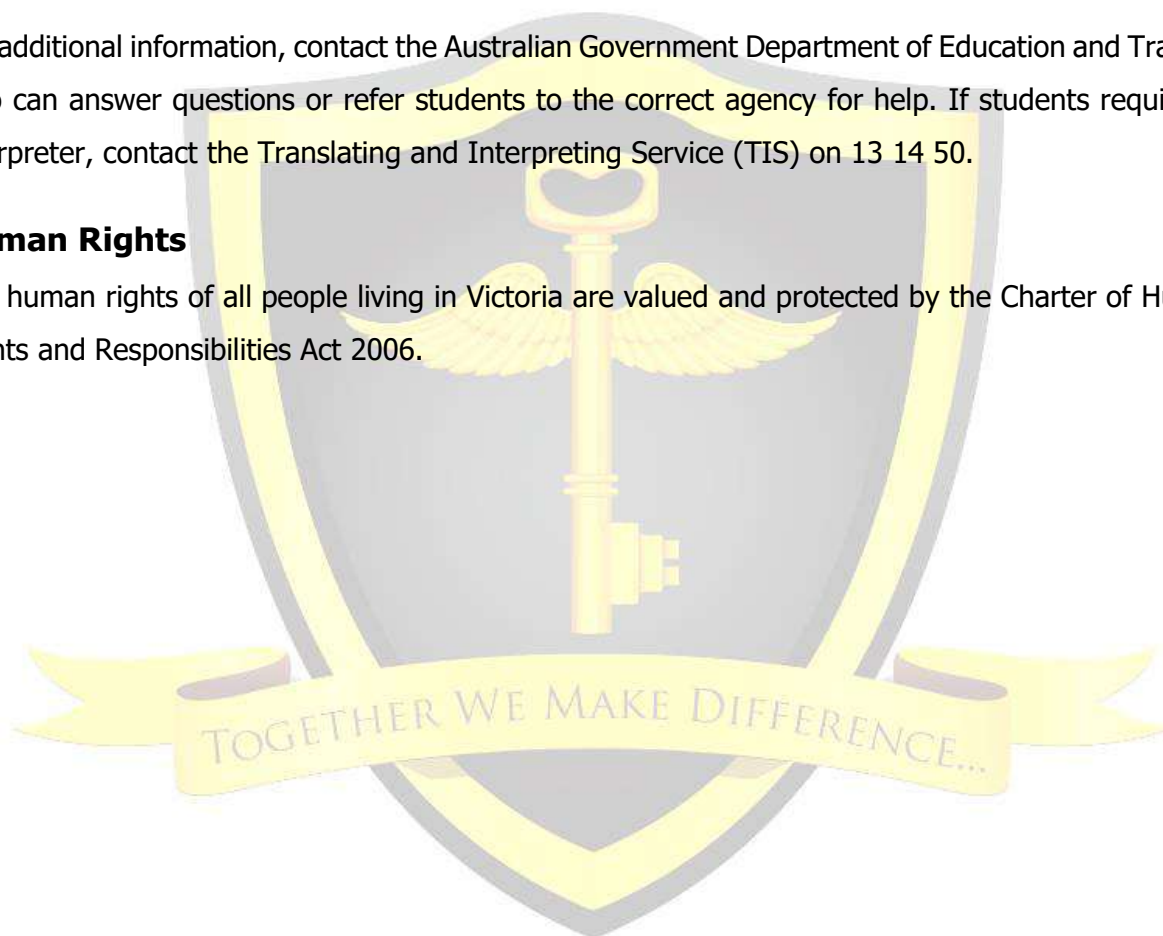 additional information, contact the Australian Government Department of Education and Tra
can answer questions or refer students to the correct agency for help. If students requi
erpreter, contact the Translating and Interpreting Service (TIS) on 13 14 50.
man Rights
human rights of all people living in Victoria are valued and protected by the Charter of H
nts and Responsibilities Act 2006.
TOGETHER WE MAKE DIFFERENCE...